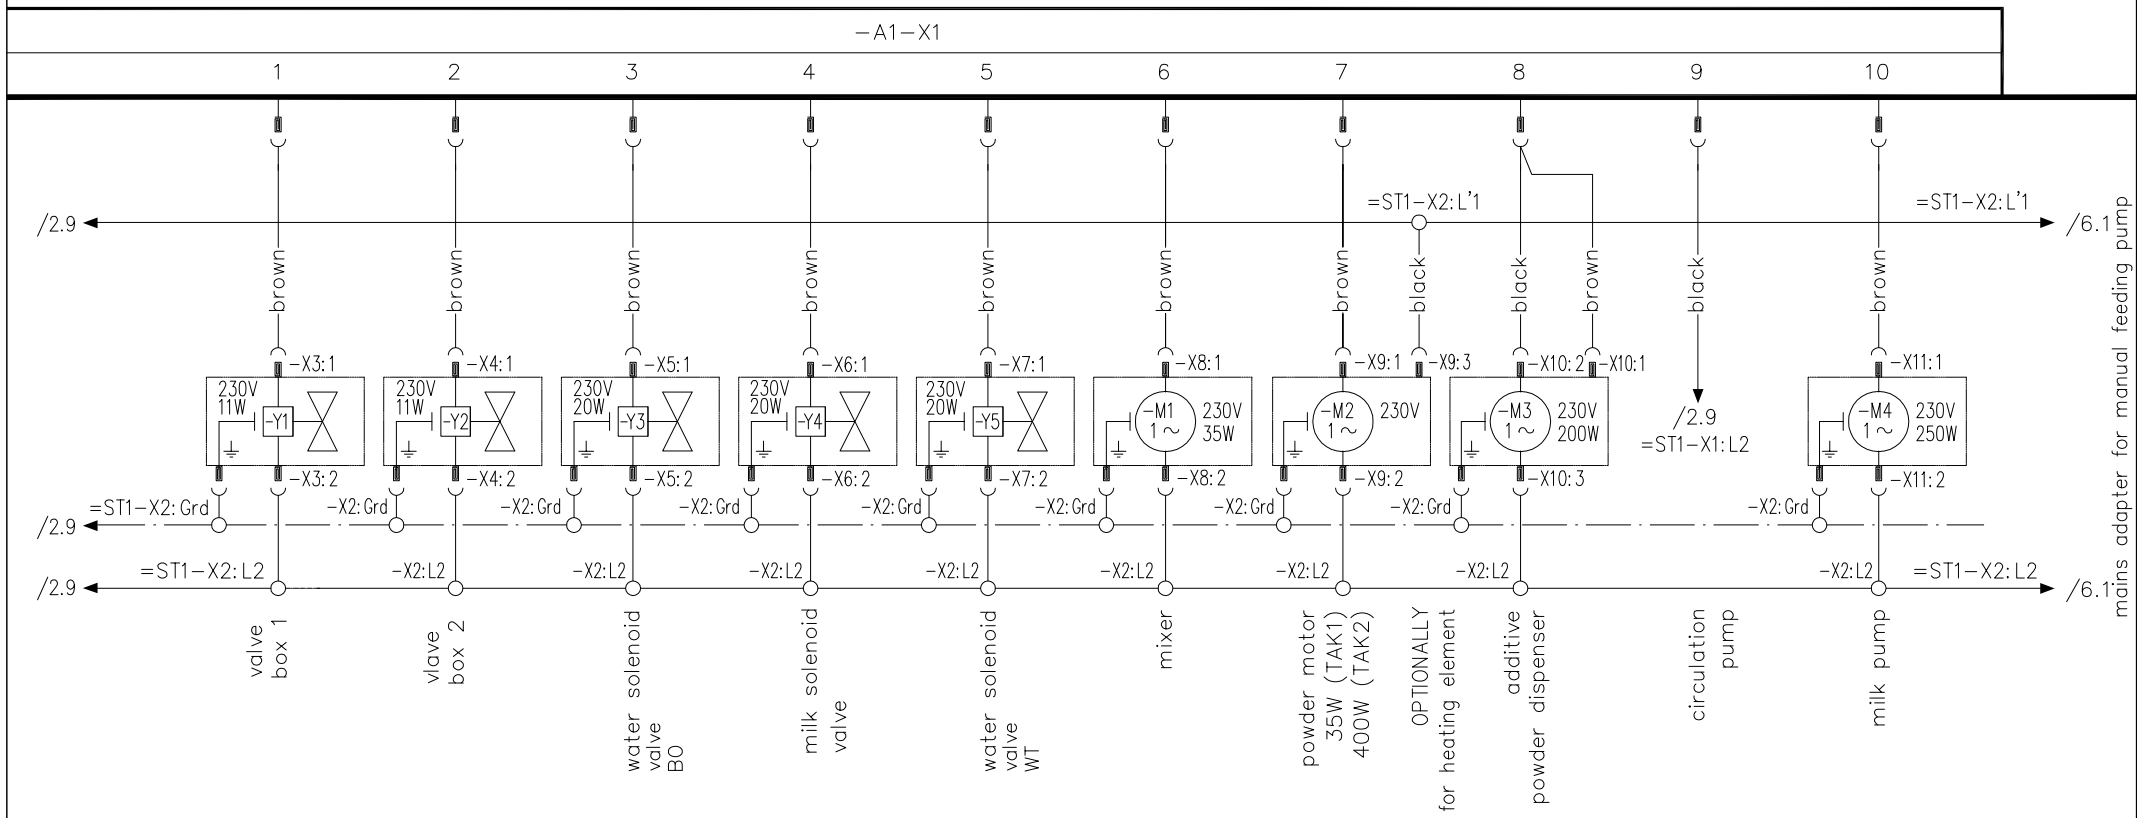 -A1-X1
1 2 3 4 5 6 7 8 9 10
=ST1-X2:L'1 =ST1-X2:L'1
/2.9 /6.1
brown brown brown brown brown brown brown black black brown black brown
-X3:1 -X4:1 -X5:1 -X6:1 -X7:1 -X8:1 -X9:1 -X9:3 -X10:2 -X10:1 -X11:1
230V 230V 230V 230V 230V
11W 11W 20W 20W 20W
-Y1 -Y2 -Y3 -Y4 -Y5
-M1 230V -M2 230V -M3 230V /2.9 -M4 230V
1~ 35W 1~ 1~ 200W =ST1-X1:L2 1~ 250W
-X3:2 -X4:2 -X5:2 -X6:2 -X7:2 -X8:2 -X9:2 -X10:3 -X11:2
=ST1-X2:Grd -X2:Grd -X2:Grd -X2:Grd -X2:Grd -X2:Grd -X2:Grd -X2:Grd -X2:Grd
/2.9
=ST1-X2:L2 -X2:L2 -X2:L2 -X2:L2 -X2:L2 -X2:L2 -X2:L2 -X2:L2 -X2:L2 =ST1-X2:L2
/2.9 /6.1
valve
box 1
vlave
box 2
water solenoid
valve
BO
milk solenoid
valve
water solenoid
valve
WT
mixer
powder motor
35W (TAK1)
400W (TAK2)
OPTIONALLY
for heating element
additive
powder dispenser
circulation
pump
milk pump
mains adapter for manual feeding pump